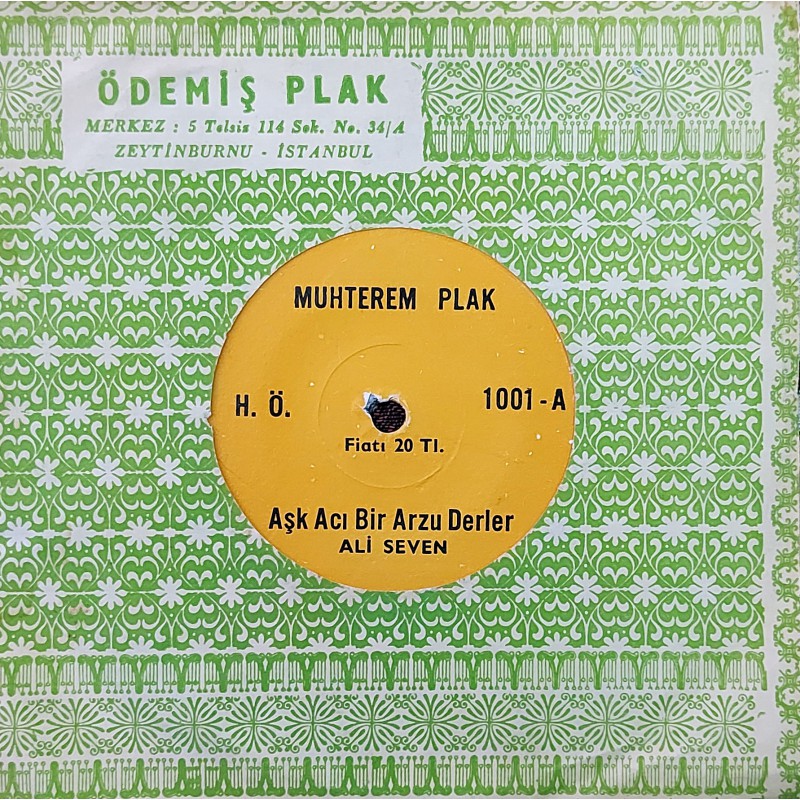 ÖDEMİŞ PLAK
MERKEZ : 5 Telsiz 114 Sok. No. 34/A
ZEYTİNBURNU - İSTANBUL
MUHTEREM PLAK
H. Ö.
1001 - A
Fiatı 20 Tl.
Aşk Acı Bir Arzu Derler
ALİ SEVEN